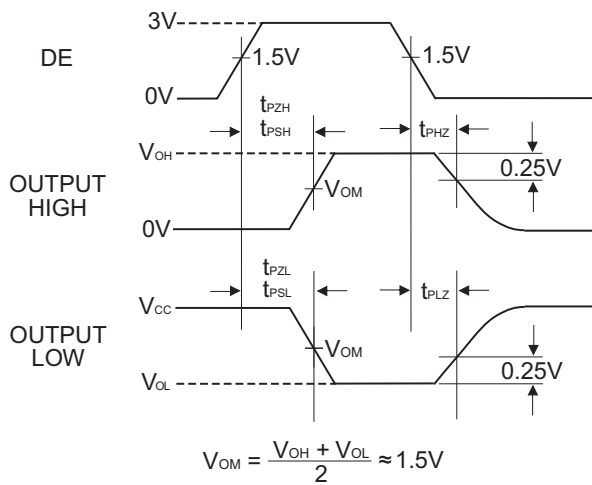 3V
DE
1.5V
1.5V
0V
tPZH
tPSH
tPHZ
VOH
0.25V
OUTPUT
HIGH
VOM
0V
tPZL
tPSL
tPLZ
VCC
OUTPUT
LOW
VOM
0.25V
VOL
VOM = VOH + VOL / 2 ≈ 1.5V